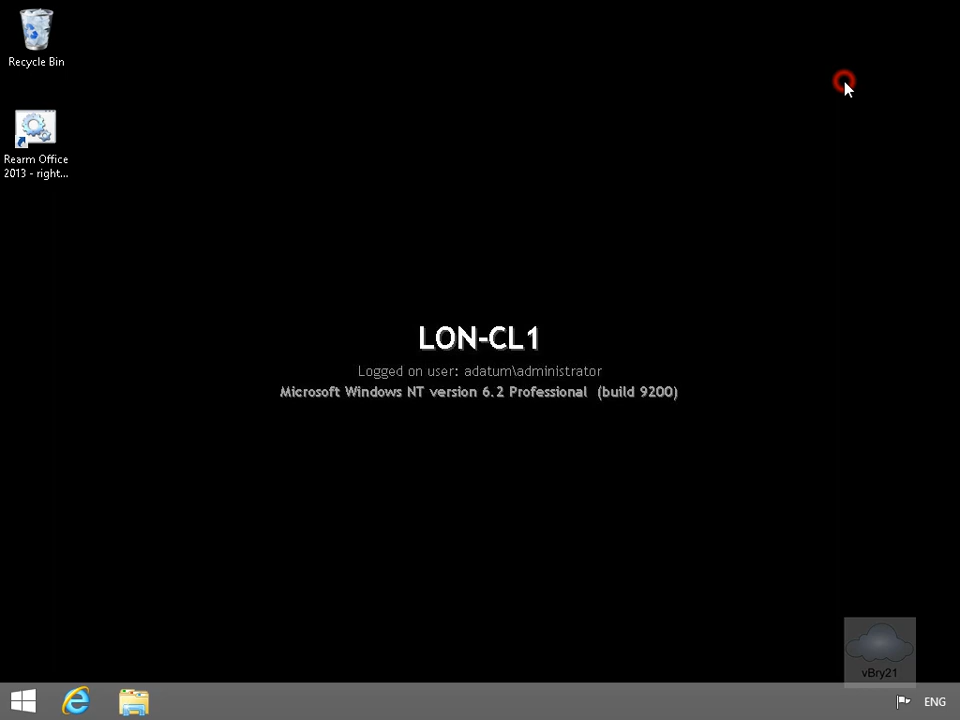 Recycle Bin
Rearm Office
2013 - right...
LON-CL1
Logged on user: adatum\administrator
Microsoft Windows NT version 6.2 Professional (build 9200)
vBry21
ENG